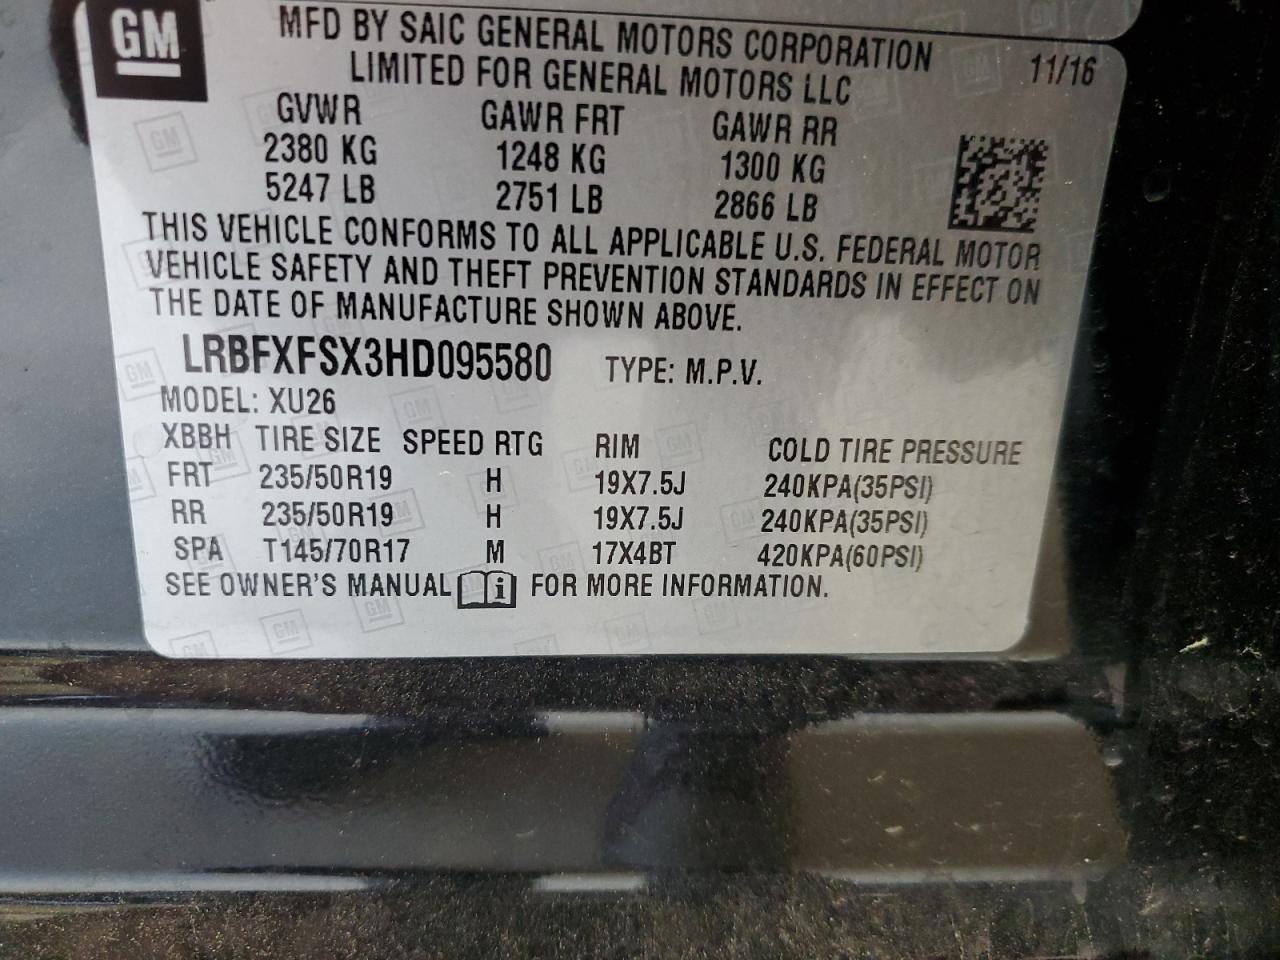 GM
MFD BY SAIC GENERAL MOTORS CORPORATION
LIMITED FOR GENERAL MOTORS LLC
11/16
GVWR GAWR FRT GAWR RR
2380 KG 1248 KG 1300 KG
5247 LB 2751 LB 2866 LB
THIS VEHICLE CONFORMS TO ALL APPLICABLE U.S. FEDERAL MOTOR
VEHICLE SAFETY AND THEFT PREVENTION STANDARDS IN EFFECT ON
THE DATE OF MANUFACTURE SHOWN ABOVE.
LRBFXFSX3HD095580 TYPE: M.P.V.
MODEL: XU26
XBBH TIRE SIZE SPEED RTG RIM COLD TIRE PRESSURE
FRT 235/50R19 H 19X7.5J 240KPA(35PSI)
RR 235/50R19 H 19X7.5J 240KPA(35PSI)
SPA T145/70R17 M 17X4BT 420KPA(60PSI)
SEE OWNER'S MANUAL i FOR MORE INFORMATION.